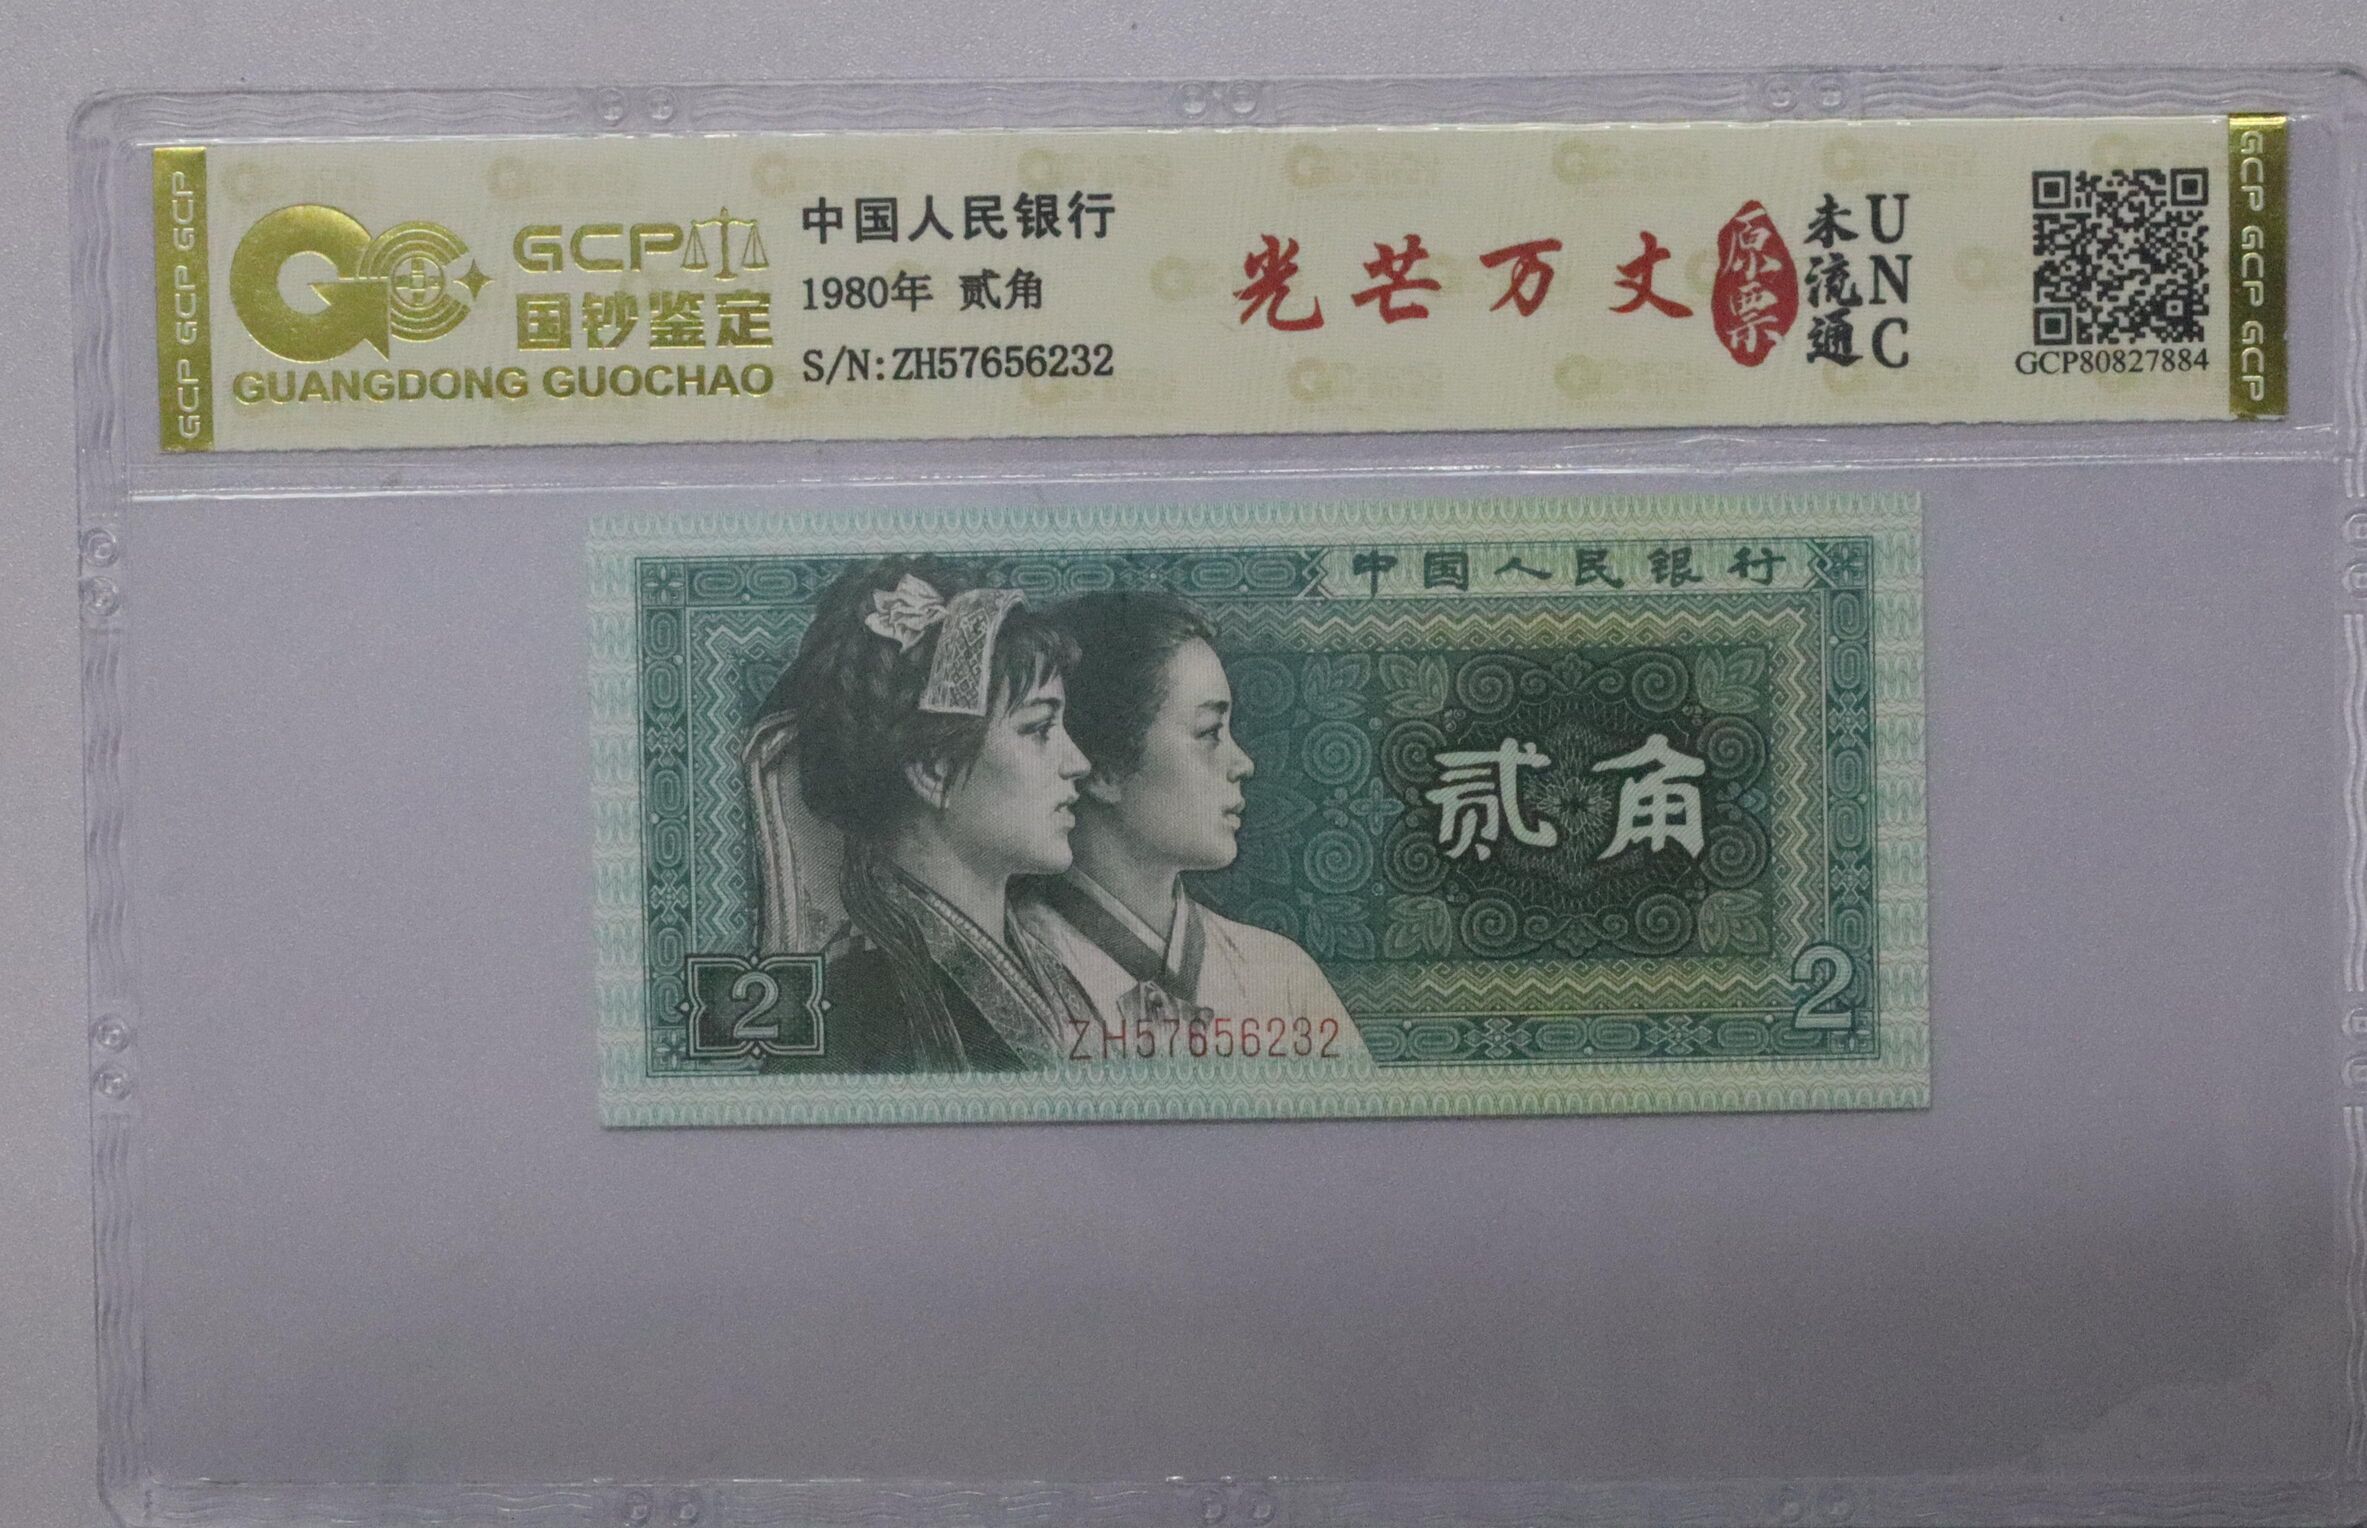 GCP GCP GCP
GCP
国钞鉴定
GUANGDONG GUOCHAO
中国人民银行
1980年 贰角
S/N:ZH57656232
光芒万丈
原票
未流通
UNC
GCP80827884
GCP GCP GCP
中国人民银行
贰角
2
2
ZH57656232